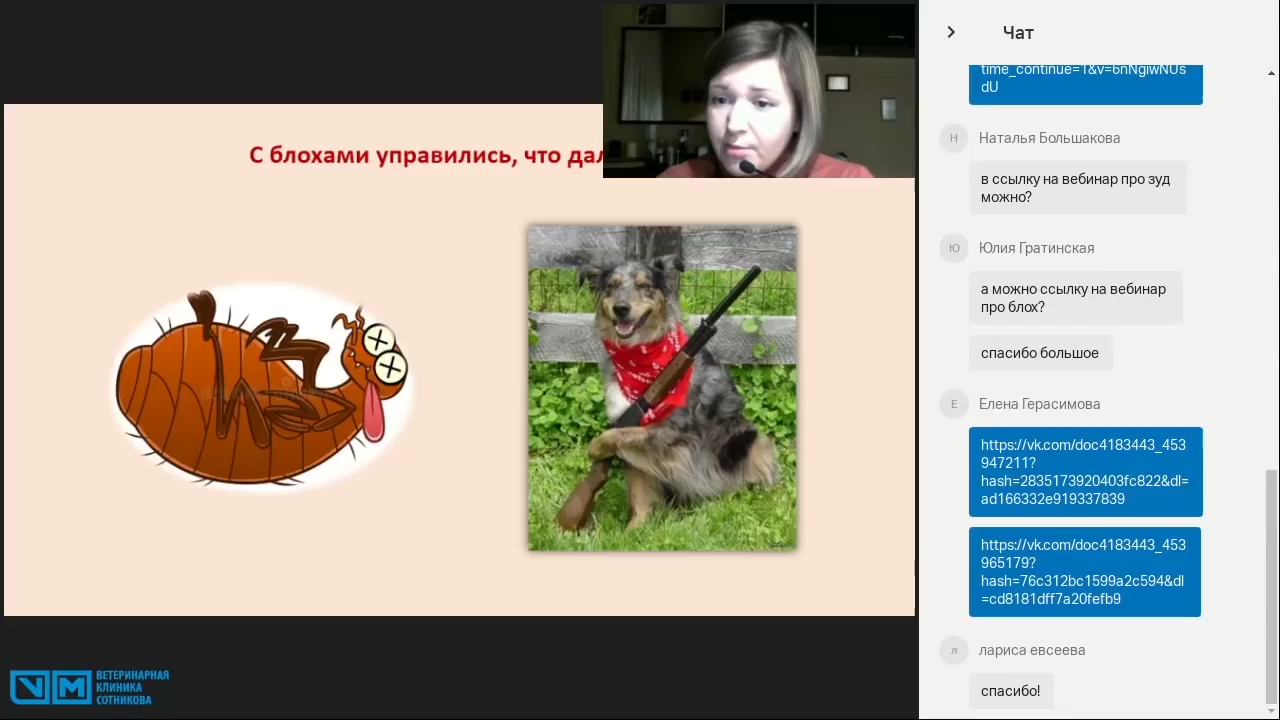 С блохами управились, что
ВЕТЕРИНАРНАЯ
КЛИНИКА
СОТНИКОВА
Чат
time_continue=1&v=6nNgiwNUs
dU
Н
Наталья Большакова
в ссылку на вебинар про зуд
можно?
Ю
Юлия Гратинская
а можно ссылку на вебинар
про блох?
спасибо большое
Е
Елена Герасимова
https://vk.com/doc4183443_453
947211?
hash=2835173920403fc822&dl=
ad166332e919337839
https://vk.com/doc4183443_453
965179?
hash=76c312bc1599a2c594&dl
=cd8181dff7a20fefb9
л
лариса евсеева
спасибо!